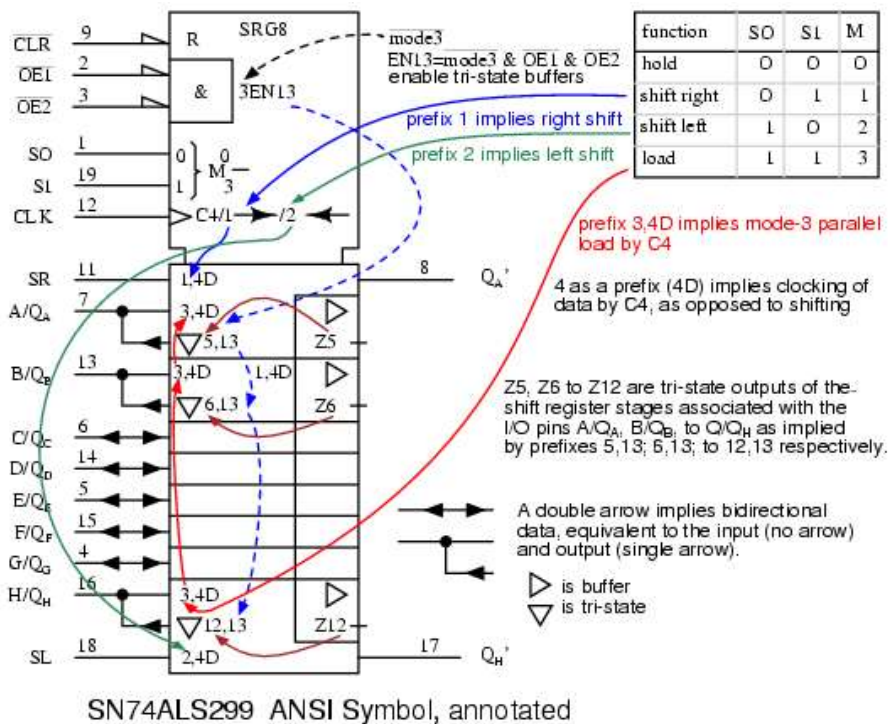 SRG8
9
CLR
R
2
OE1
&
3EN13
3
OE2
mode3
EN13=mode3 & OE1 & OE2
enable tri-state buffers
function S0 S1 M
hold 0 0 0
shift right 0 1 1
shift left 1 0 2
load 1 1 3
prefix 1 implies right shift
prefix 2 implies left shift
1
S0
0
0
M
19
S1
1
3
12
CLK
C4/1
/2
prefix 3,4D implies mode-3 parallel
load by C4
11
SR
1,4D
8
QA'
4 as a prefix (4D) implies clocking of
data by C4, as opposed to shifting
7
A/QA
3,4D
5,13
Z5
13
B/QB
3,4D
1,4D
6,13
Z6
Z5, Z6 to Z12 are tri-state outputs of the
shift register stages associated with the
I/O pins A/QA, B/QB, to Q/QH as implied
by prefixes 5,13; 6,13; to 12,13 respectively.
6
C/QC
14
D/QD
5
E/QE
15
F/QF
4
G/QG
A double arrow implies bidirectional
data, equivalent to the input (no arrow)
and output (single arrow).
is buffer
is tri-state
16
H/QH
3,4D
12,13
Z12
18
SL
2,4D
17
QH'
SN74ALS299 ANSI Symbol, annotated